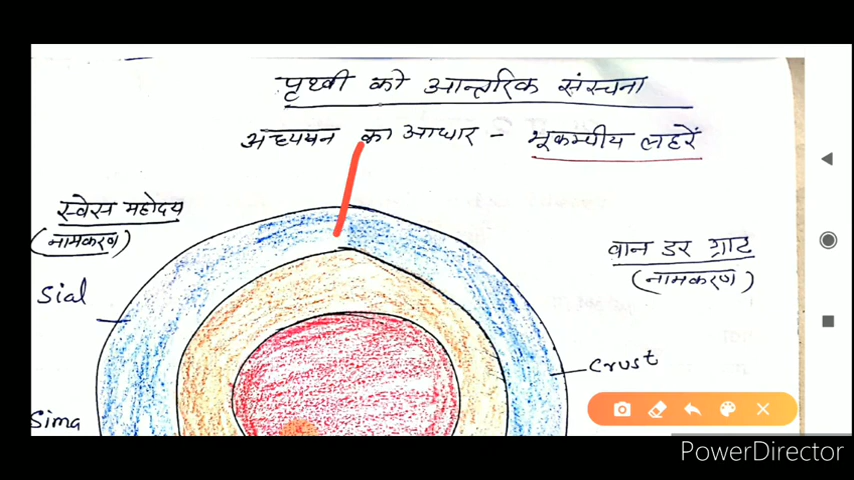 पृथ्वी की आन्तरिक संरचना
अध्ययन का आधार - भूकम्पीय लहरें
स्वेस महोदय
(नामकरण)
वान डर ग्राट
(नामकरण)
Sial
Crust
Sima
PowerDirector